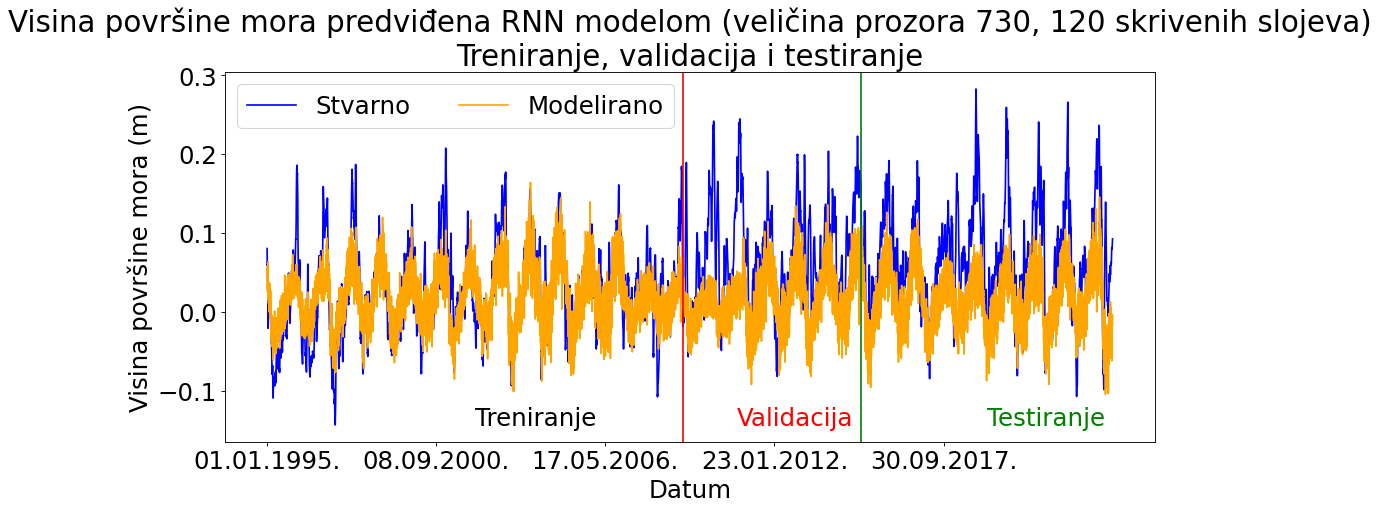 Visina površine mora predviđena RNN modelom (veličina prozora 730, 120 skrivenih slojeva)
Treniranje, validacija i testiranje
Stvarno
Modelirano
Visina površine mora (m)
0.3
0.2
0.1
0.0
−0.1
Treniranje
Validacija
Testiranje
01.01.1995.
08.09.2000.
17.05.2006.
23.01.2012.
30.09.2017.
Datum